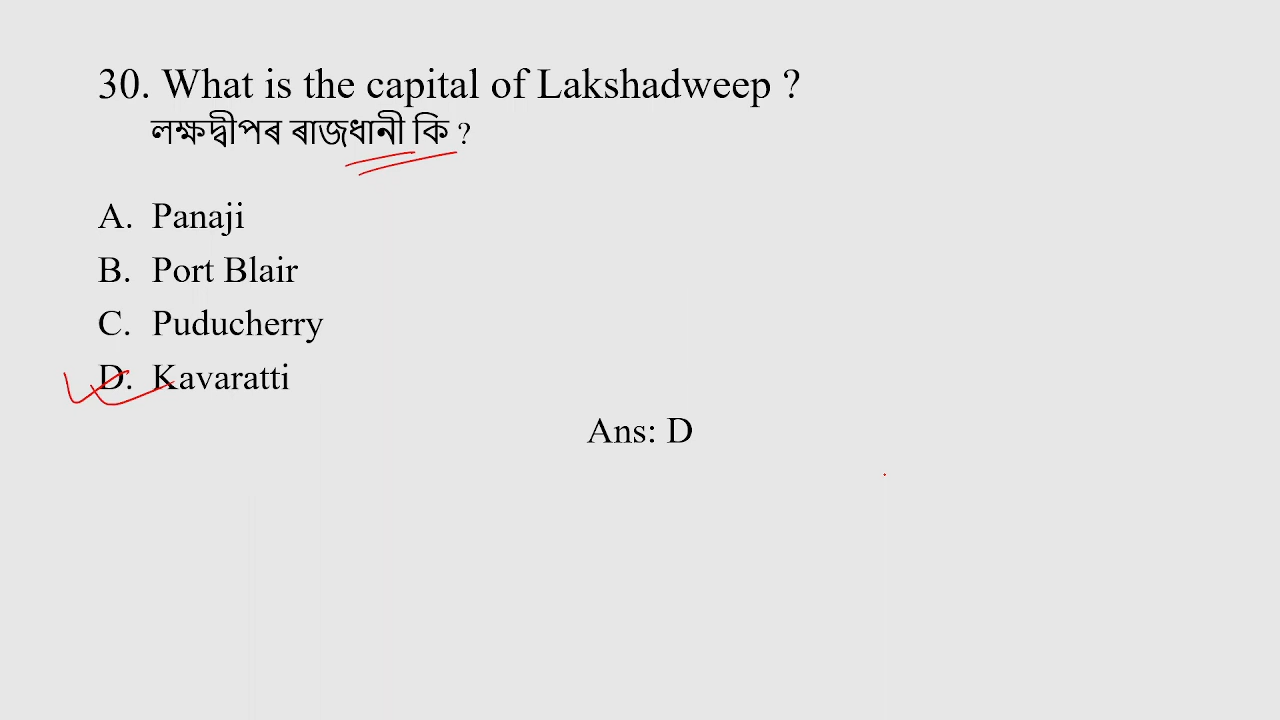 30. What is the capital of Lakshadweep ?
লক্ষদ্বীপৰ ৰাজধানী কি ?
A. Panaji
B. Port Blair
C. Puducherry
D. Kavaratti
Ans: D